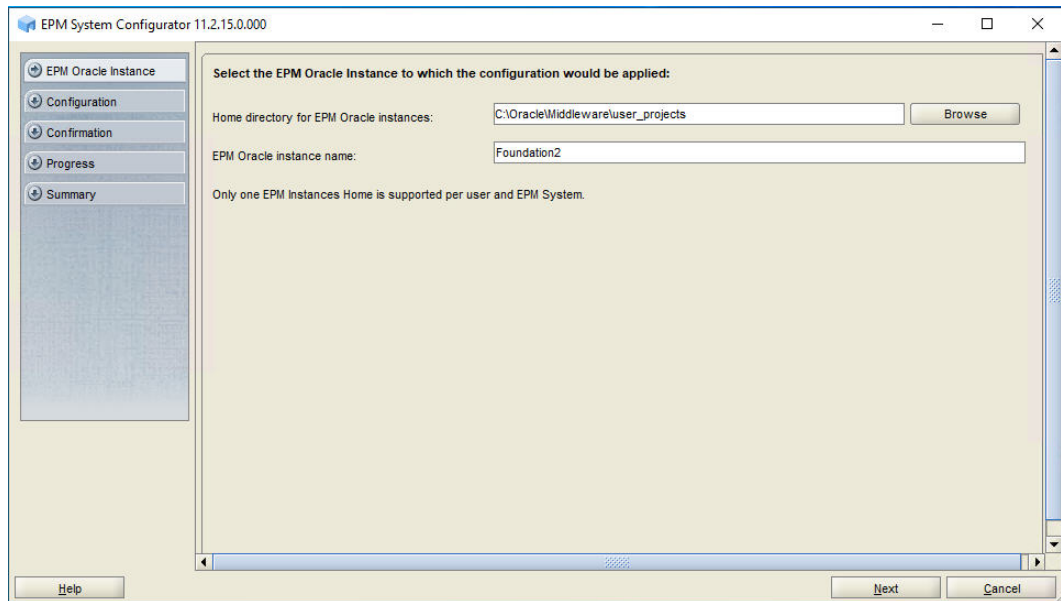 EPM System Configurator 11.2.15.0.000
EPM Oracle Instance
Configuration
Confirmation
Progress
Summary
Select the EPM Oracle Instance to which the configuration would be applied:
Home directory for EPM Oracle instances: C:\Oracle\Middleware\user_projects Browse
EPM Oracle instance name: Foundation2
Only one EPM Instances Home is supported per user and EPM System.
Help Next Cancel